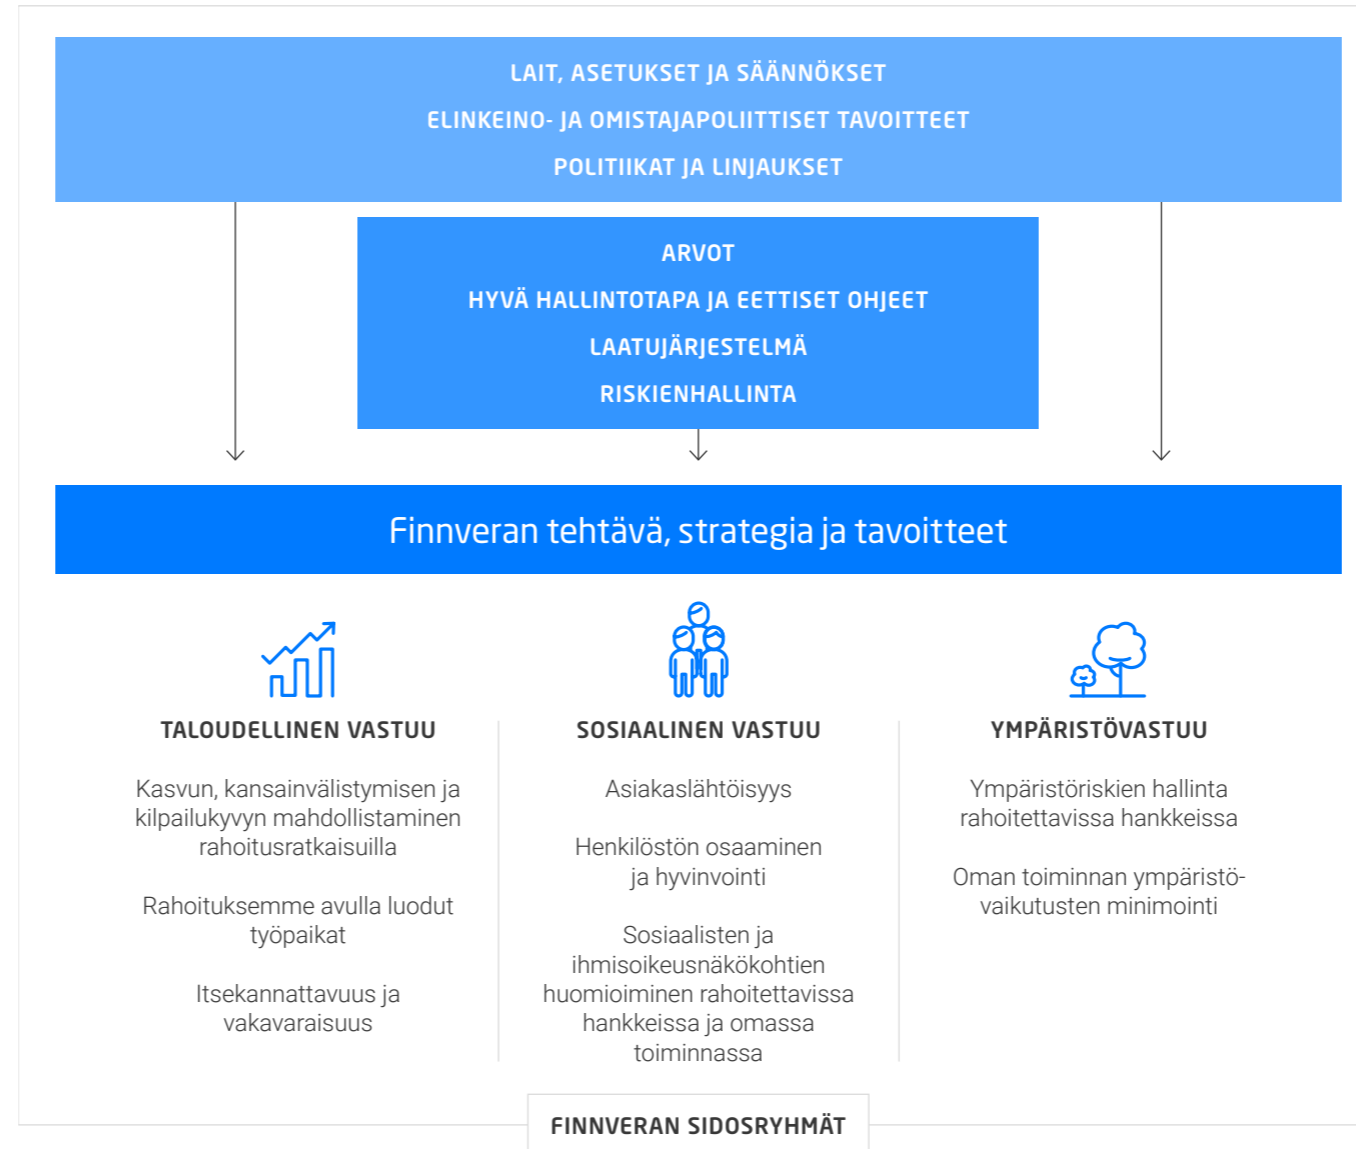 LAIT, ASETUKSET JA SÄÄNNÖKSET
ELINKEINO- JA OMISTAJAPOLIITTISET TAVOITTEET
POLITIIKAT JA LINJAUKSET
ARVOT
HYVÄ HALLINTOTAPA JA EETTISET OHJEET
LAATUJÄRJESTELMÄ
RISKIENHALLINTA
Finnveran tehtävä, strategia ja tavoitteet
TALOUDELLINEN VASTUU
Kasvun, kansainvälistymisen ja
kilpailukyvyn mahdollistaminen
rahoitusratkaisuilla
Rahoituksemme avulla luodut
työpaikat
Itsekannattavuus ja
vakavaraisuus
SOSIAALINEN VASTUU
Asiakaslähtöisyys
Henkilöstön osaaminen
ja hyvinvointi
Sosiaalisten ja
ihmisoikeusnäkökohtien
huomioiminen rahoitettavissa
hankkeissa ja omassa
toiminnassa
YMPÄRISTÖVASTUU
Ympäristöriskien hallinta
rahoitettavissa hankkeissa
Oman toiminnan ympäristö-
vaikutusten minimointi
FINNVERAN SIDOSRYHMÄT